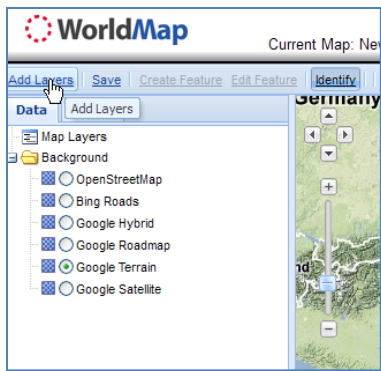 WorldMap
Current Map: Ne
Add Layers Save Create Feature Edit Feature Identify
Data Add Layers
Germany
Map Layers
Background
OpenStreetMap
Bing Roads
Google Hybrid
Google Roadmap
nd
Google Terrain
Google Satellite